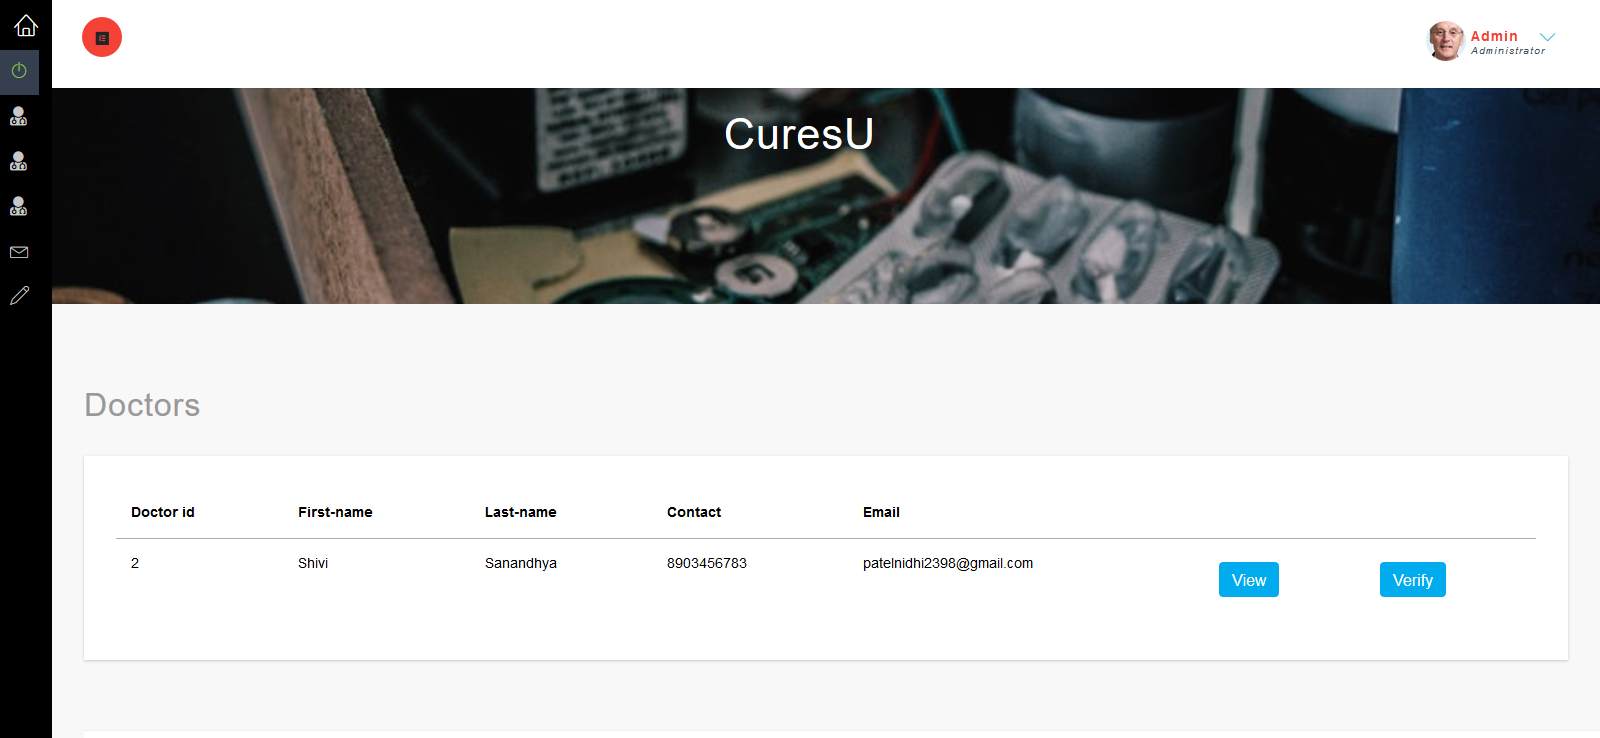 Admin
Administrator
CuresU
Doctors
Doctor id First-name Last-name Contact Email
2 Shivi Sanandhya 8903456783 patelnidhi2398@gmail.com View Verify